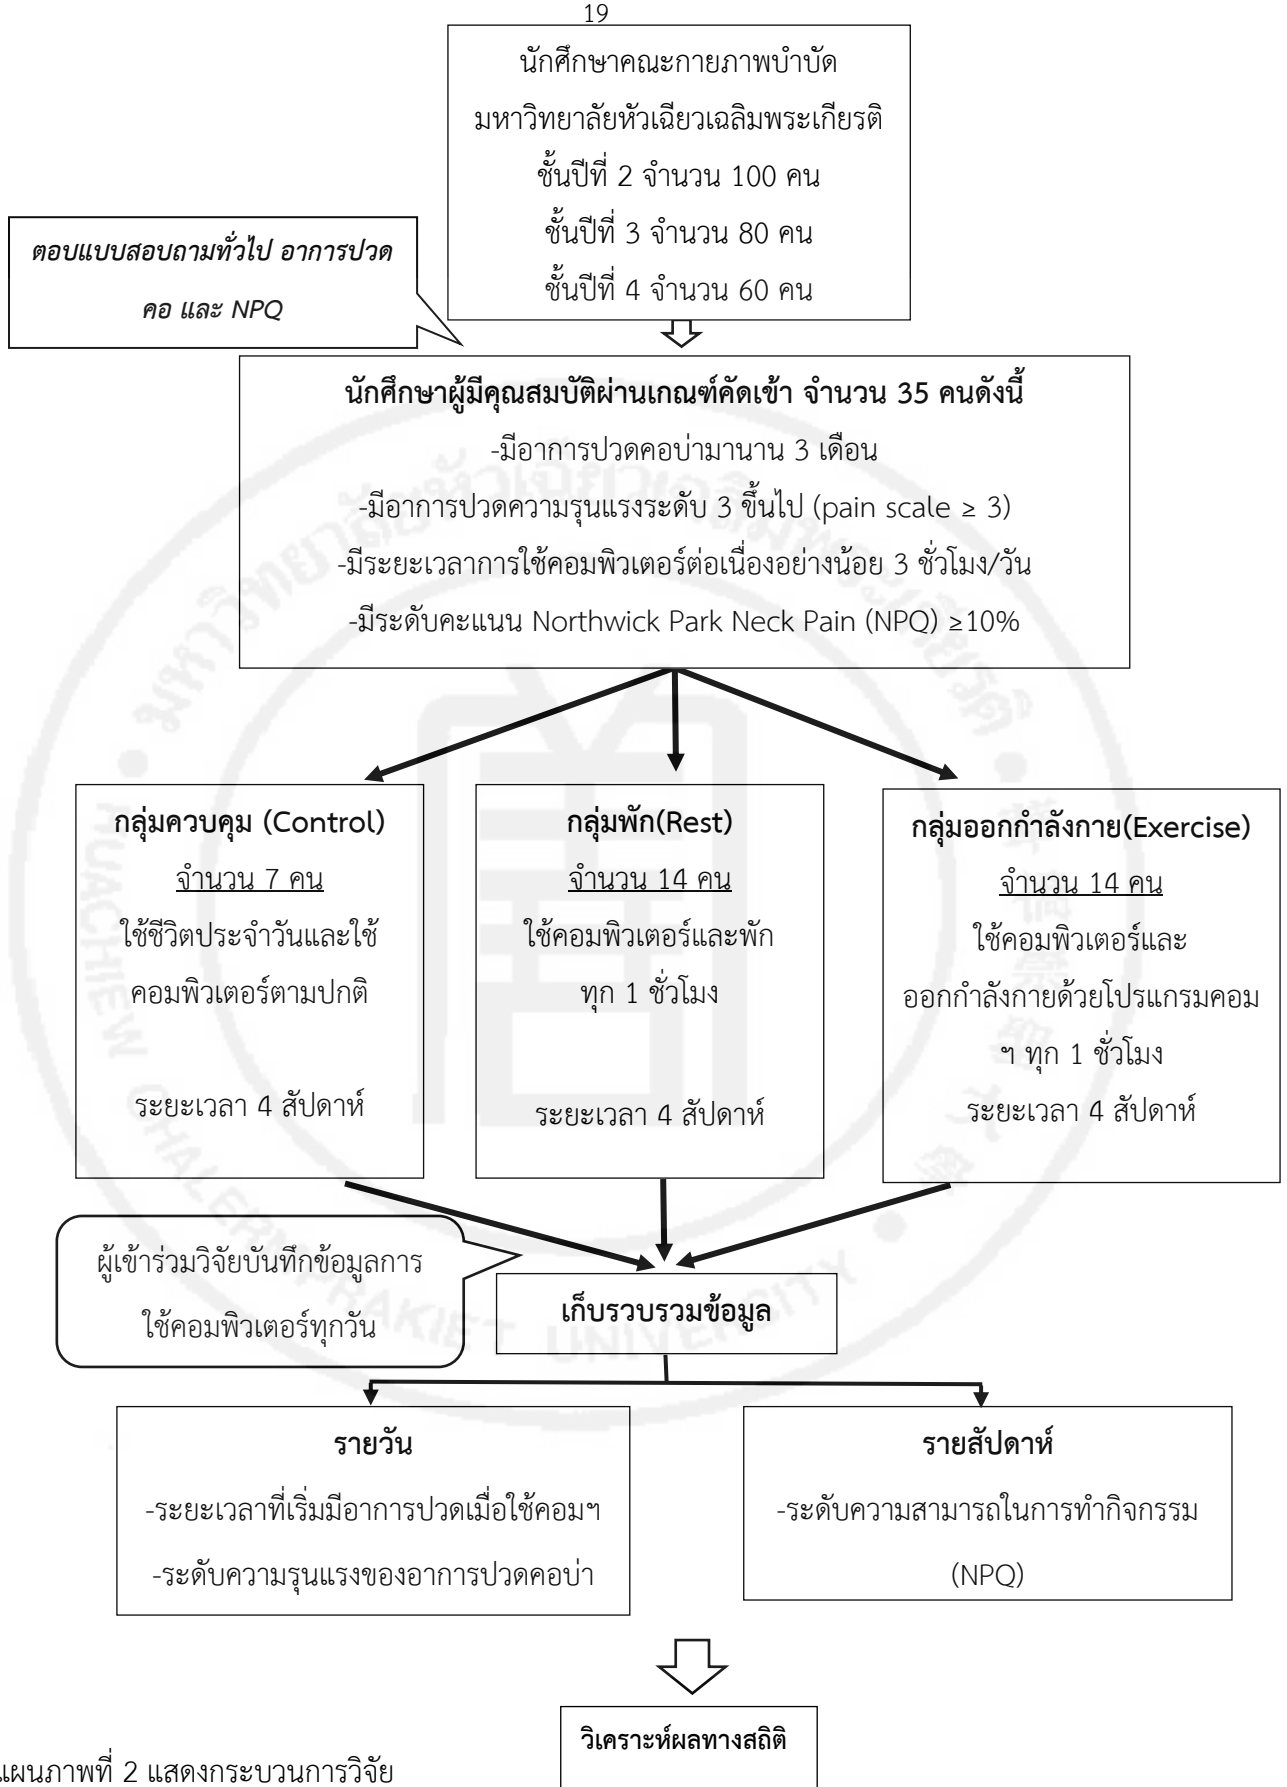 19
นักศึกษาคณะกายภาพบำบัด
มหาวิทยาลัยหัวเฉียวเฉลิมพระเกียรติ
ชั้นปีที่ 2 จำนวน 100 คน
ชั้นปีที่ 3 จำนวน 80 คน
ชั้นปีที่ 4 จำนวน 60 คน
ตอบแบบสอบถามทั่วไป อาการปวด
คอ และ NPQ
นักศึกษาผู้มีคุณสมบัติผ่านเกณฑ์คัดเข้า จำนวน 35 คนดังนี้
-มีอาการปวดคอบ่ามานาน 3 เดือน
-มีอาการปวดความรุนแรงระดับ 3 ขึ้นไป (pain scale ≥ 3)
-มีระยะเวลาการใช้คอมพิวเตอร์ต่อเนื่องอย่างน้อย 3 ชั่วโมง/วัน
-มีระดับคะแนน Northwick Park Neck Pain (NPQ) ≥10%
กลุ่มควบคุม (Control)
จำนวน 7 คน
ใช้ชีวิตประจำวันและใช้
คอมพิวเตอร์ตามปกติ
ระยะเวลา 4 สัปดาห์
กลุ่มพัก(Rest)
จำนวน 14 คน
ใช้คอมพิวเตอร์และพัก
ทุก 1 ชั่วโมง
ระยะเวลา 4 สัปดาห์
กลุ่มออกกำลังกาย(Exercise)
จำนวน 14 คน
ใช้คอมพิวเตอร์และ
ออกกำลังกายด้วยโปรแกรมคอม
ฯ ทุก 1 ชั่วโมง
ระยะเวลา 4 สัปดาห์
ผู้เข้าร่วมวิจัยบันทึกข้อมูลการ
ใช้คอมพิวเตอร์ทุกวัน
เก็บรวบรวมข้อมูล
รายวัน
-ระยะเวลาที่เริ่มมีอาการปวดเมื่อใช้คอมฯ
-ระดับความรุนแรงของอาการปวดคอบ่า
รายสัปดาห์
-ระดับความสามารถในการทำกิจกรรม
(NPQ)
วิเคราะห์ผลทางสถิติ
แผนภาพที่ 2 แสดงกระบวนการวิจัย
มหาวิทยาลัยหัวเฉียวเฉลิมพระเกียรติ
HUACHIEW CHALERMPRAKIET UNIVERSITY